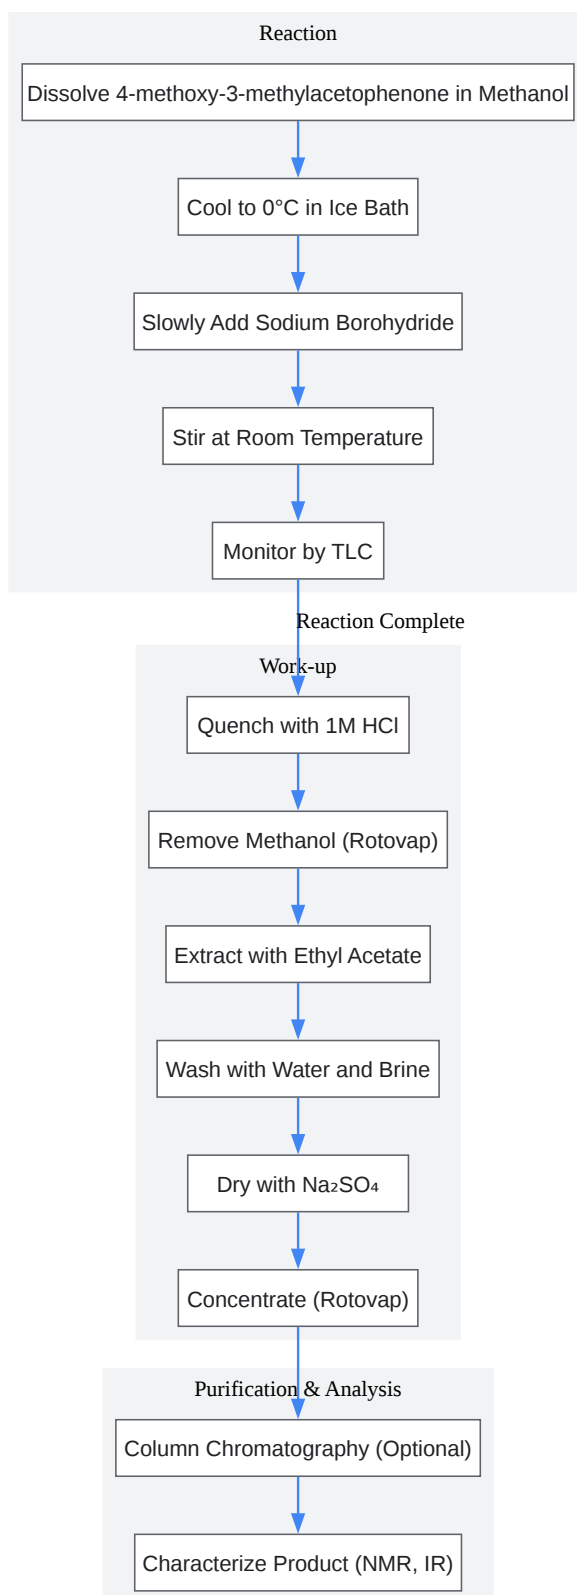 Reaction
Dissolve 4-methoxy-3-methylacetophenone in Methanol
Cool to 0°C in Ice Bath
Slowly Add Sodium Borohydride
Stir at Room Temperature
Monitor by TLC
Reaction Complete
Work-up
Quench with 1M HCl
Remove Methanol (Rotovap)
Extract with Ethyl Acetate
Wash with Water and Brine
Dry with Na₂SO₄
Concentrate (Rotovap)
Purification & Analysis
Column Chromatography (Optional)
Characterize Product (NMR, IR)